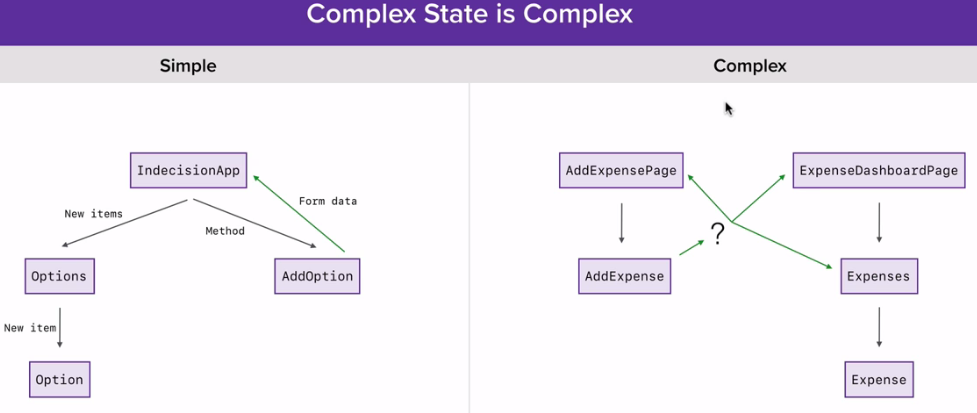 Complex State is Complex
Simple
Complex
IndecisionApp
New items
Method
Form data
Options
AddOption
New item
Option
AddExpensePage
ExpenseDashboardPage
?
AddExpense
Expenses
Expense